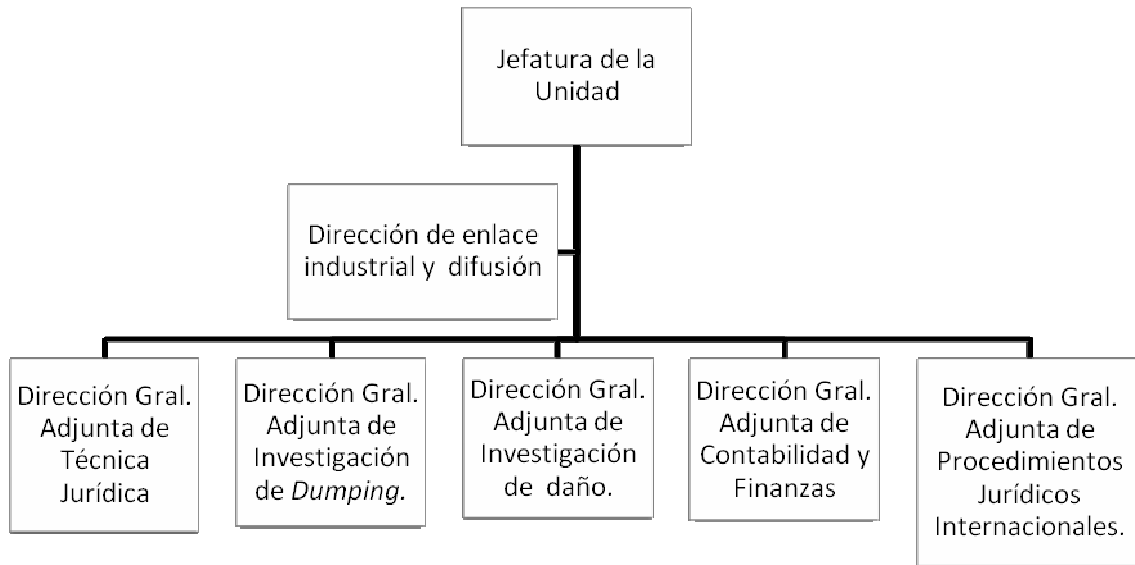 Jefatura de la
Unidad
Dirección de enlace
industrial y difusión
Dirección Gral.
Adjunta de
Técnica
Jurídica
Dirección Gral.
Adjunta de
Investigación
de Dumping.
Dirección Gral.
Adjunta de
Investigación
de daño.
Dirección Gral.
Adjunta de
Contabilidad y
Finanzas
Dirección Gral.
Adjunta de
Procedimientos
Jurídicos
Internacionales.